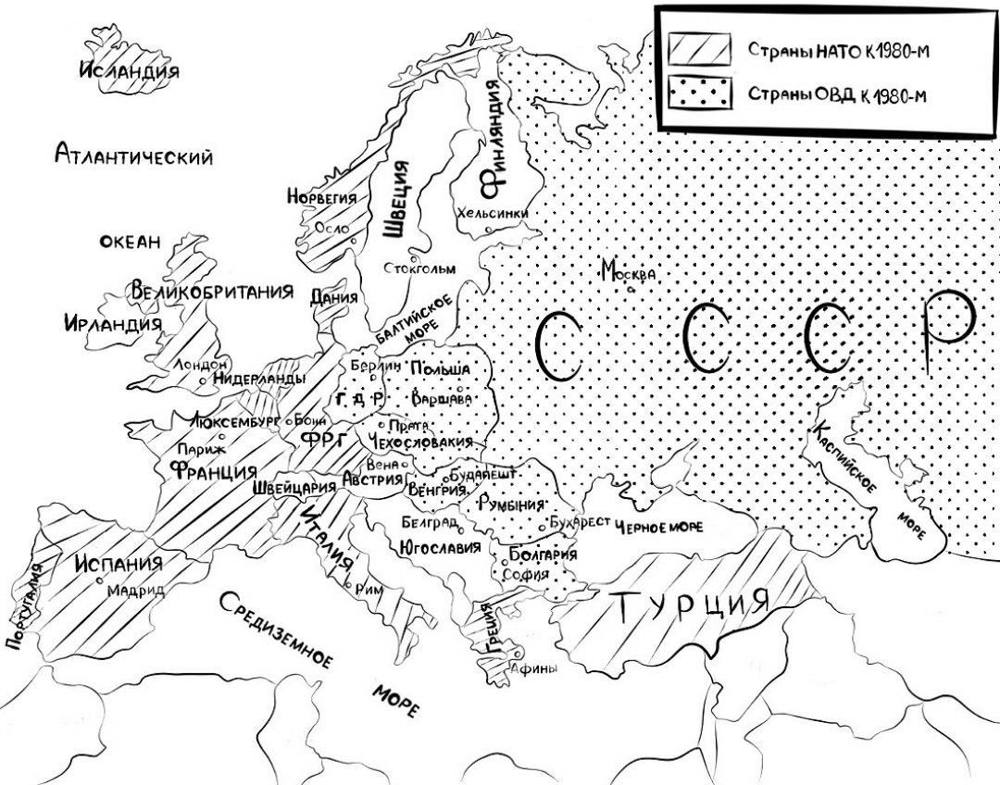 Страны НАТО к 1980-м
Страны ОВД к 1980-м
Исландия
Атлантический
океан
Норвегия
Осло
Швеция
Финляндия
Хельсинки
Стокгольм
Москва
Великобритания
Дания
Ирландия
Балтийское
море
СССР
Лондон
Нидерланды
Берлин
Польша
ГДР
Варшава
Люксембург
Бонн
Прага
Чехословакия
Париж
ФРГ
Франция
Вена
Швейцария
Австрия
Будапешт
Венгрия
Румыния
Каспийское
море
Италия
Белград
Бухарест
Черное море
Югославия
Болгария
София
Испания
Мадрид
Португалия
Рим
Турция
Средиземное
море
Греция
Афины